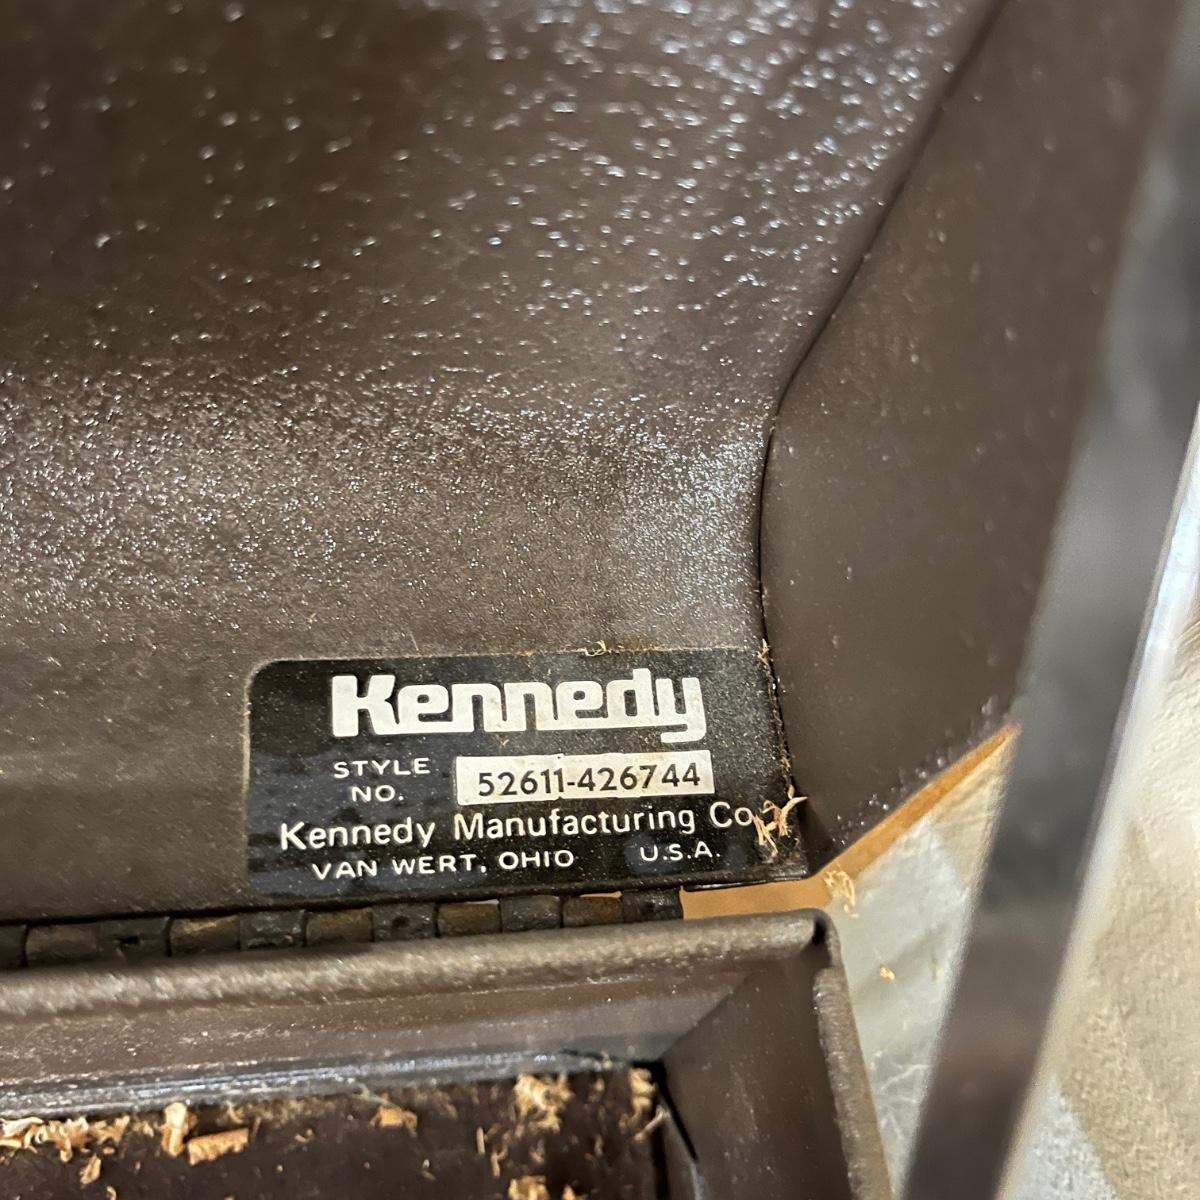 Kennedy
STYLE NO. 52611-426744
Kennedy Manufacturing Co.
VAN WERT, OHIO U.S.A.